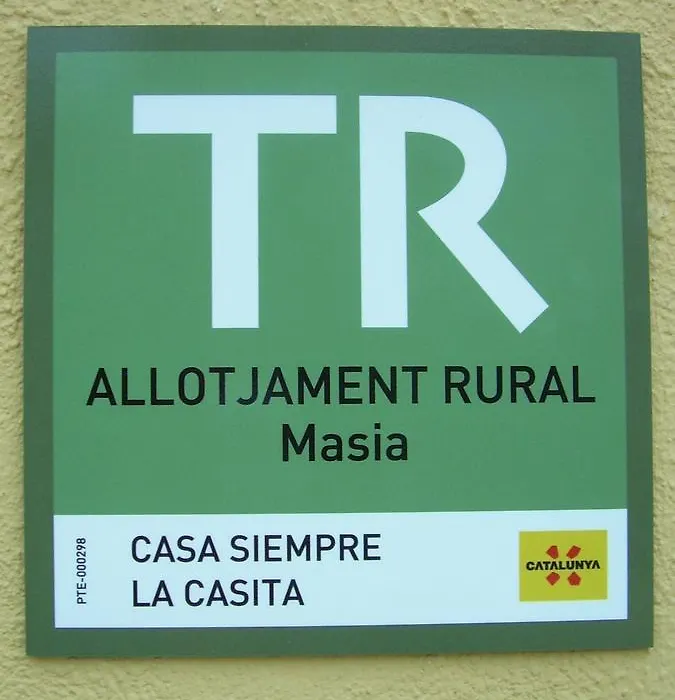 TR
ALLOTJAMENT RURAL
Masia
PTE-000298
CASA SIEMPRE
LA CASITA
CATALUNYA